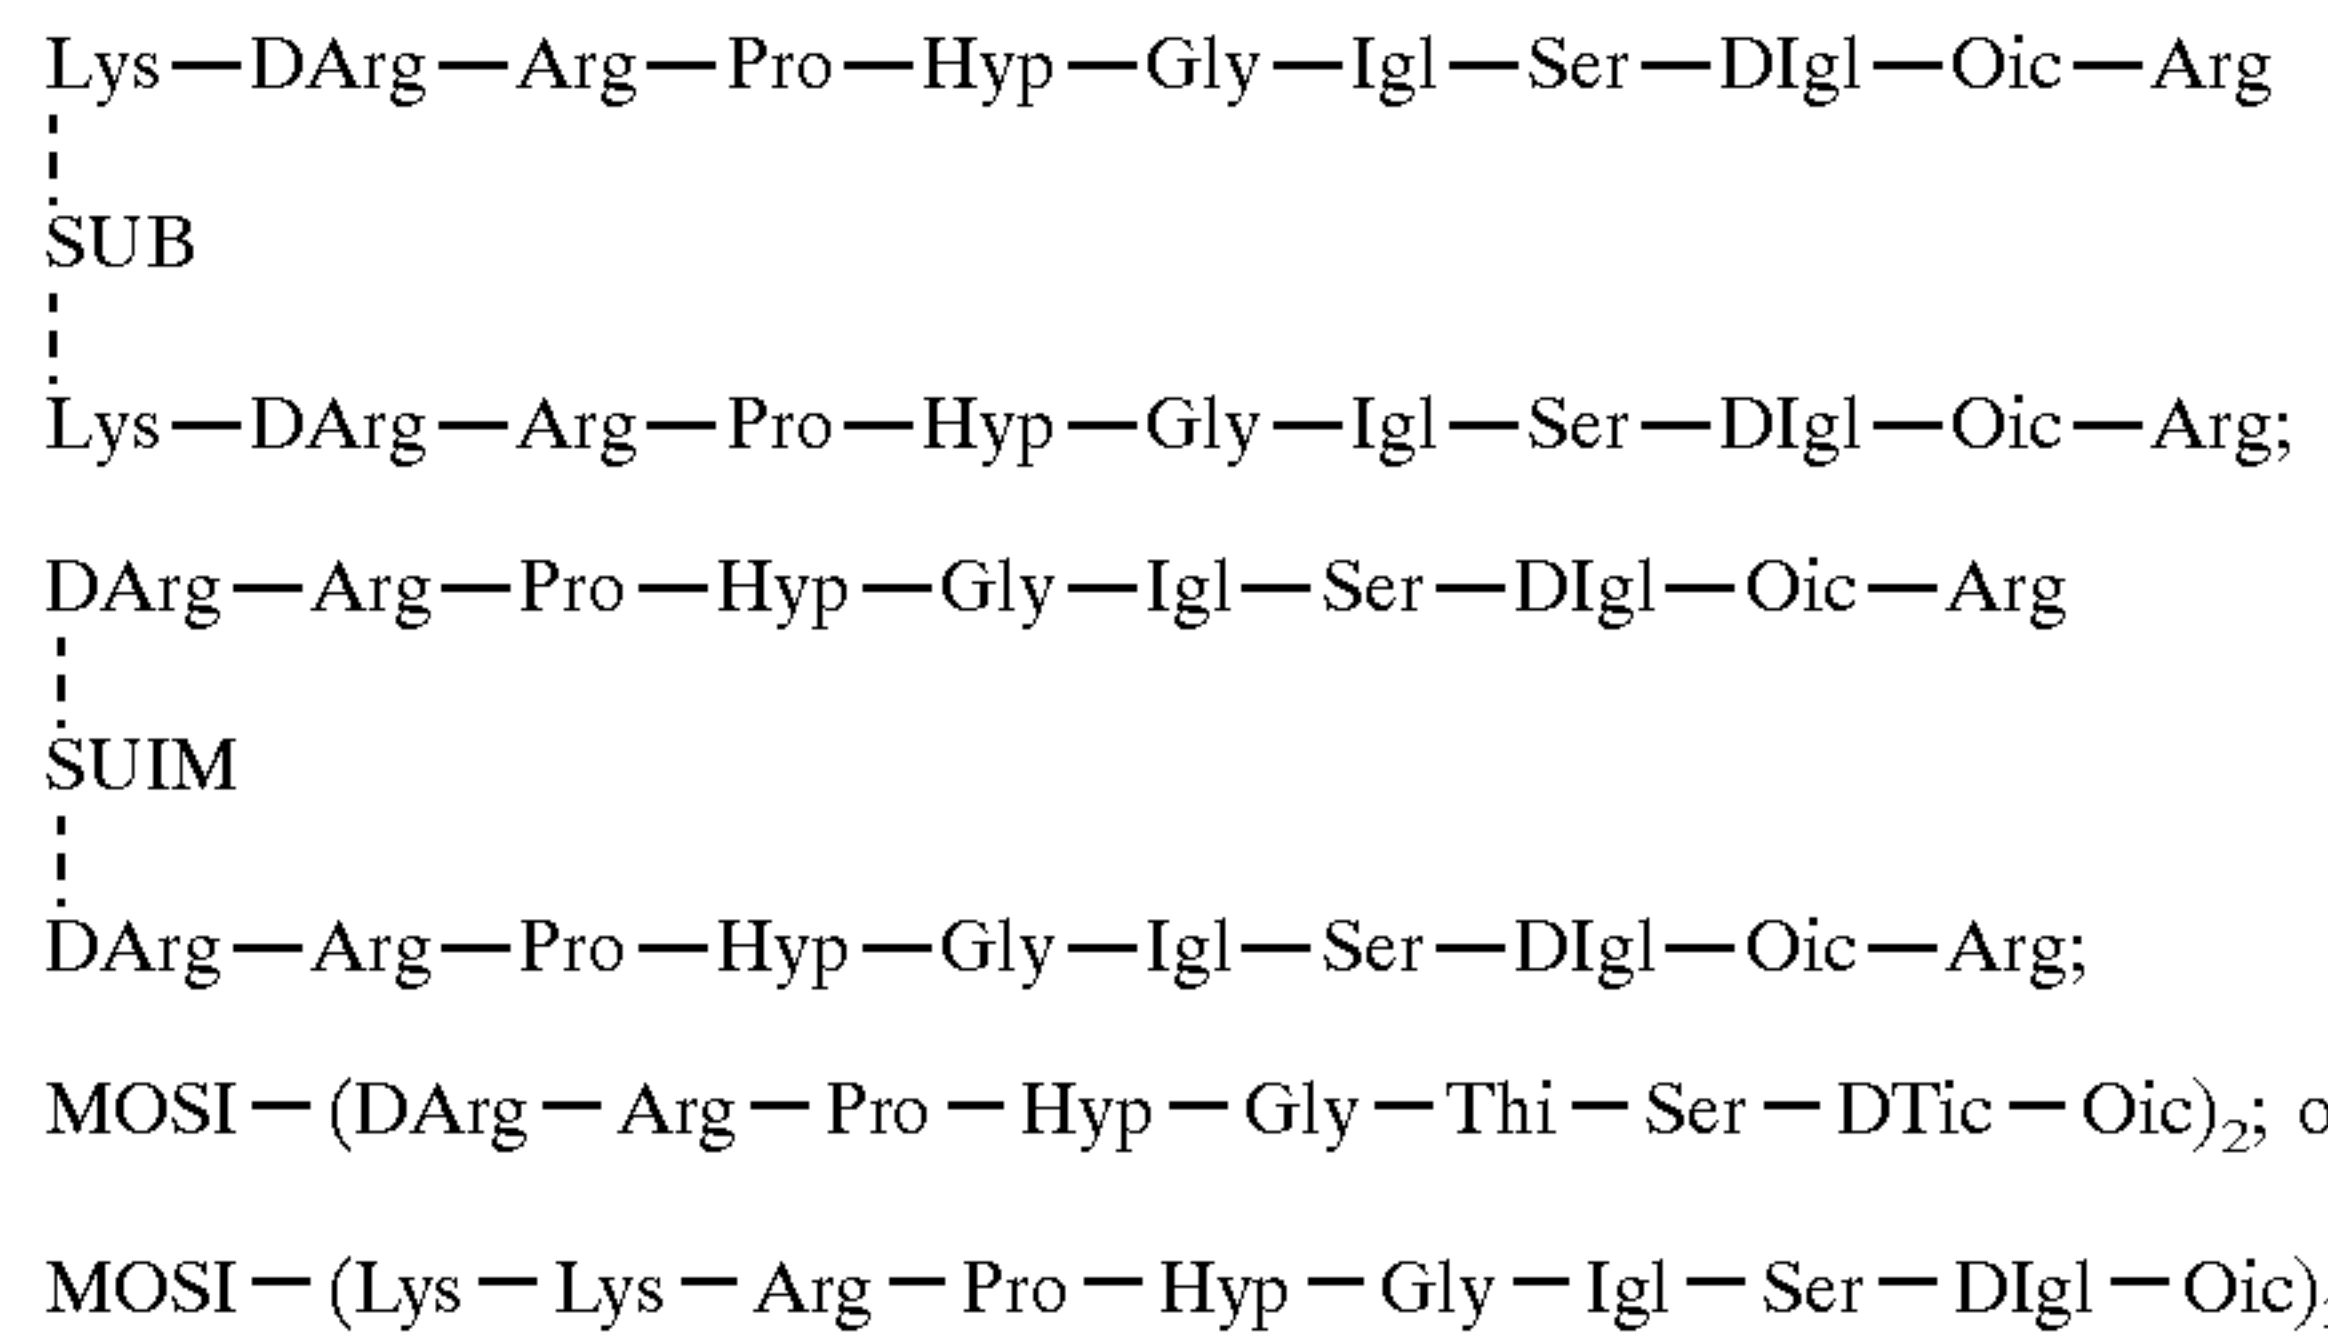 Lys—DArg—Arg—Pro—Hyp—Gly—Igl—Ser—DIgl—Oic—Arg
SUB
Lys—DArg—Arg—Pro—Hyp—Gly—Igl—Ser—DIgl—Oic—Arg;
DArg—Arg—Pro—Hyp—Gly—Igl—Ser—DIgl—Oic—Arg
SUIM
DArg—Arg—Pro—Hyp—Gly—Igl—Ser—DIgl—Oic—Arg;
MOSI—(DArg—Arg—Pro—Hyp—Gly—Thi—Ser—DTic—Oic)₂;
MOSI—(Lys—Lys—Arg—Pro—Hyp—Gly—Igl—Ser—DIgl—Oic)